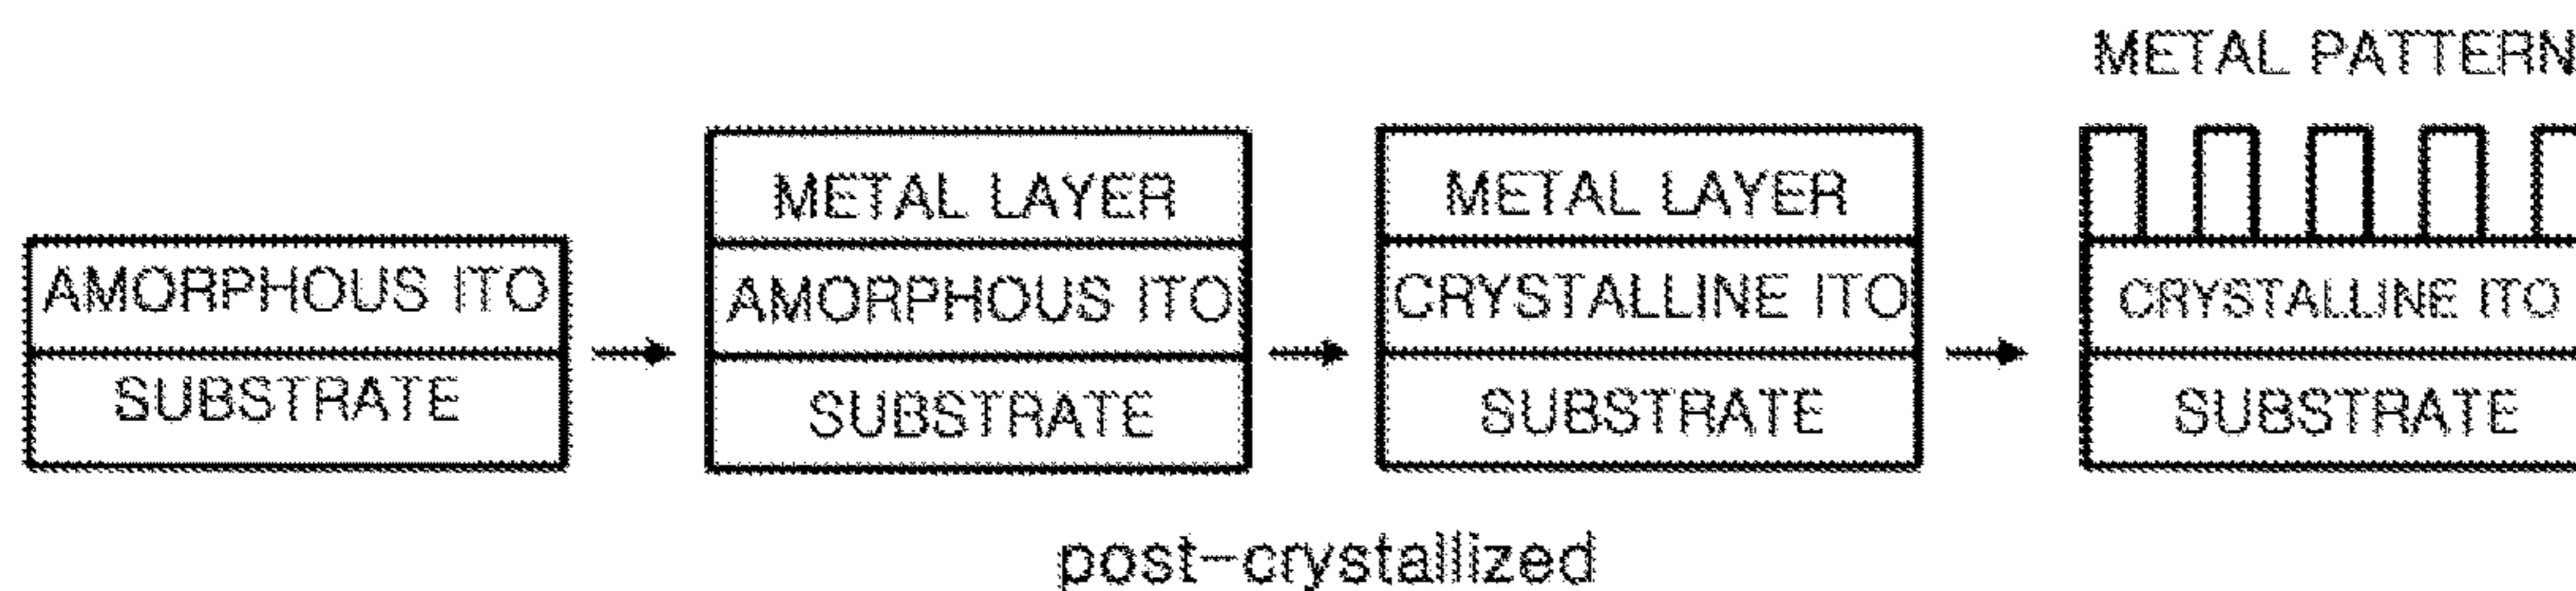 AMORPHOUS ITO
SUBSTRATE
METAL LAYER
AMORPHOUS ITO
SUBSTRATE
METAL LAYER
CRYSTALLINE ITO
SUBSTRATE
METAL PATTERN
CRYSTALLINE ITO
SUBSTRATE
post-crystallized